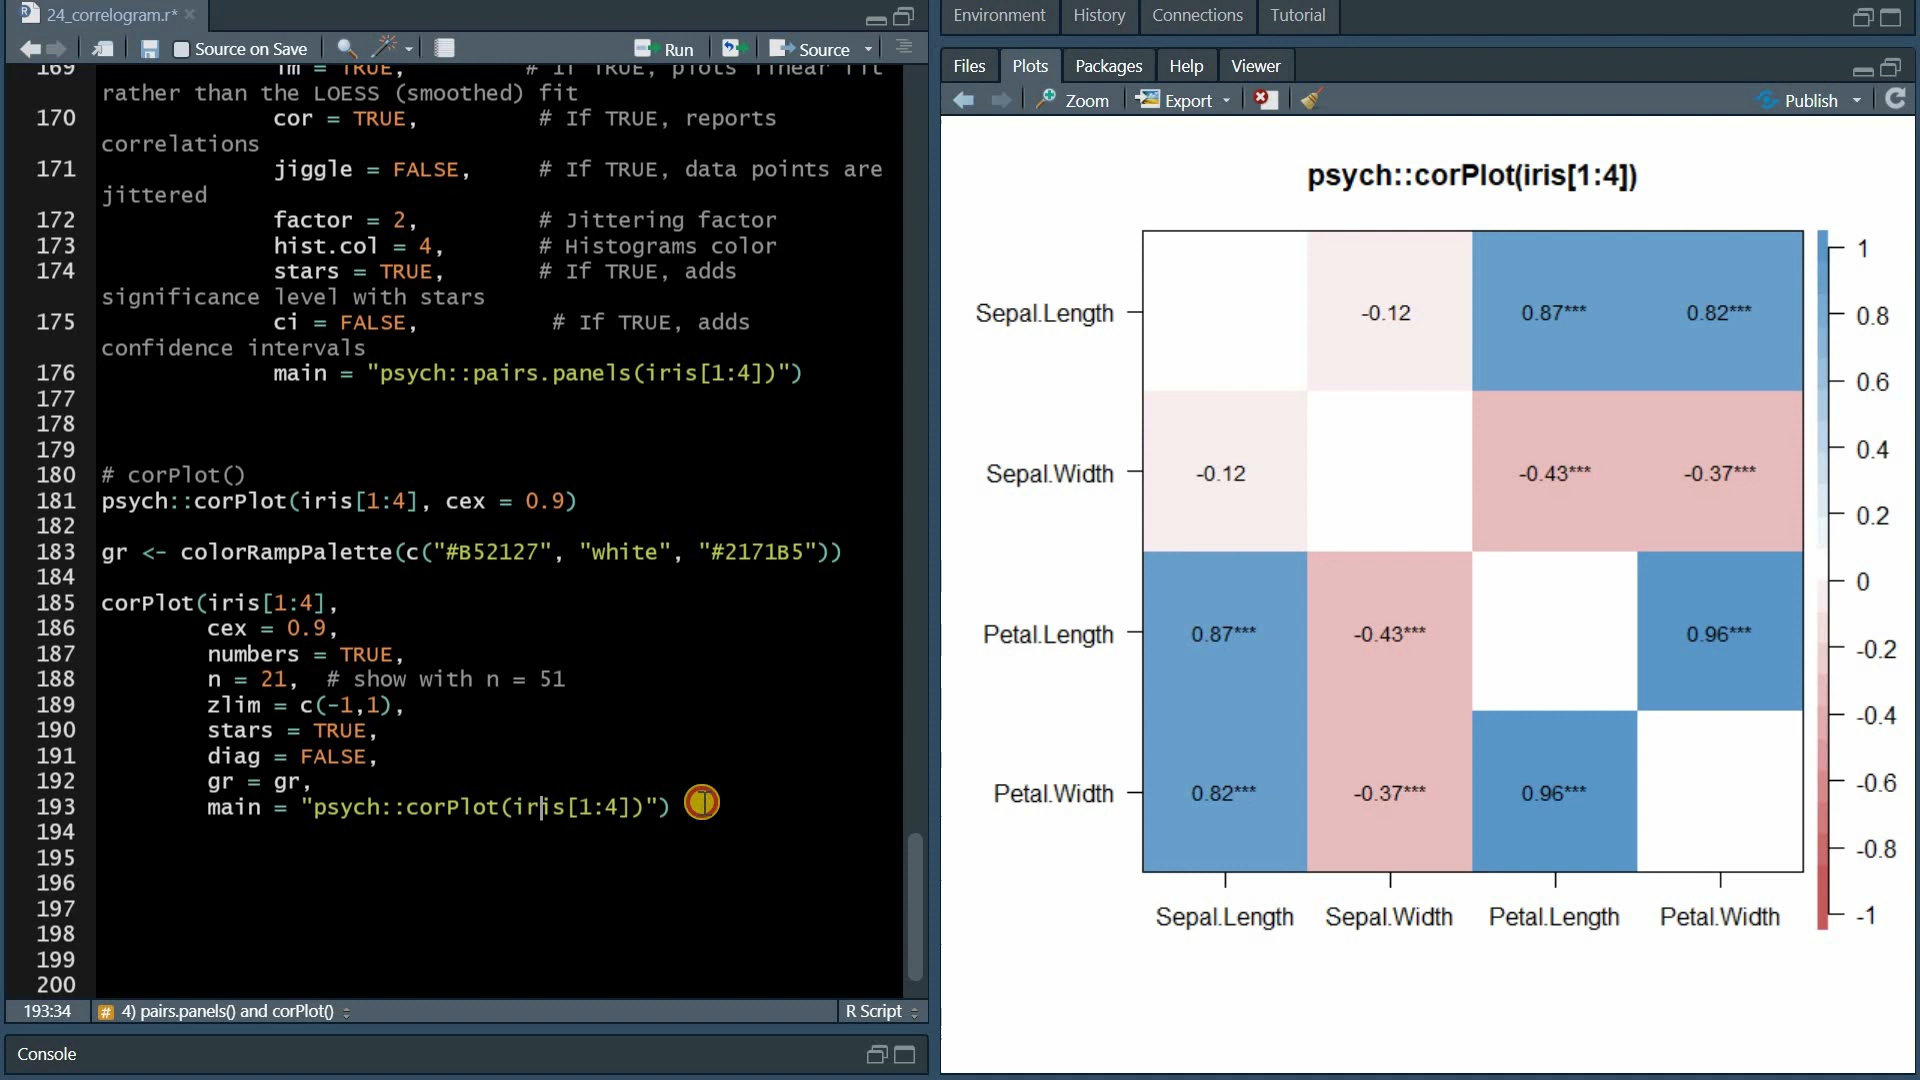 24_correlogram.r*
Source on Save
Run
Source
169 lm = TRUE, # If TRUE, plots linear fit
rather than the LOESS (smoothed) fit
170 cor = TRUE, # If TRUE, reports
correlations
171 jiggle = FALSE, # If TRUE, data points are
jittered
172 factor = 2, # Jittering factor
173 hist.col = 4, # Histograms color
174 stars = TRUE, # If TRUE, adds
significance level with stars
175 ci = FALSE, # If TRUE, adds
confidence intervals
176 main = "psych::pairs.panels(iris[1:4])")
177
178
179
180 # corPlot()
181 psych::corPlot(iris[1:4], cex = 0.9)
182
183 gr <- colorRampPalette(c("#B52127", "white", "#2171B5"))
184
185 corPlot(iris[1:4],
186 cex = 0.9,
187 numbers = TRUE,
188 n = 21, # show with n = 51
189 zlim = c(-1,1),
190 stars = TRUE,
191 diag = FALSE,
192 gr = gr,
193 main = "psych::corPlot(iris[1:4])")
194
195
196
197
198
199
200
193:34 # 4) pairs.panels() and corPlot() R Script
Console
Environment History Connections Tutorial
Files Plots Packages Help Viewer
Zoom Export Publish
psych::corPlot(iris[1:4])
Sepal.Length -0.12 0.87*** 0.82***
Sepal.Width -0.12 -0.43*** -0.37***
Petal.Length 0.87*** -0.43*** 0.96***
Petal.Width 0.82*** -0.37*** 0.96***
Sepal.Length Sepal.Width Petal.Length Petal.Width
1
0.8
0.6
0.4
0.2
0
-0.2
-0.4
-0.6
-0.8
-1